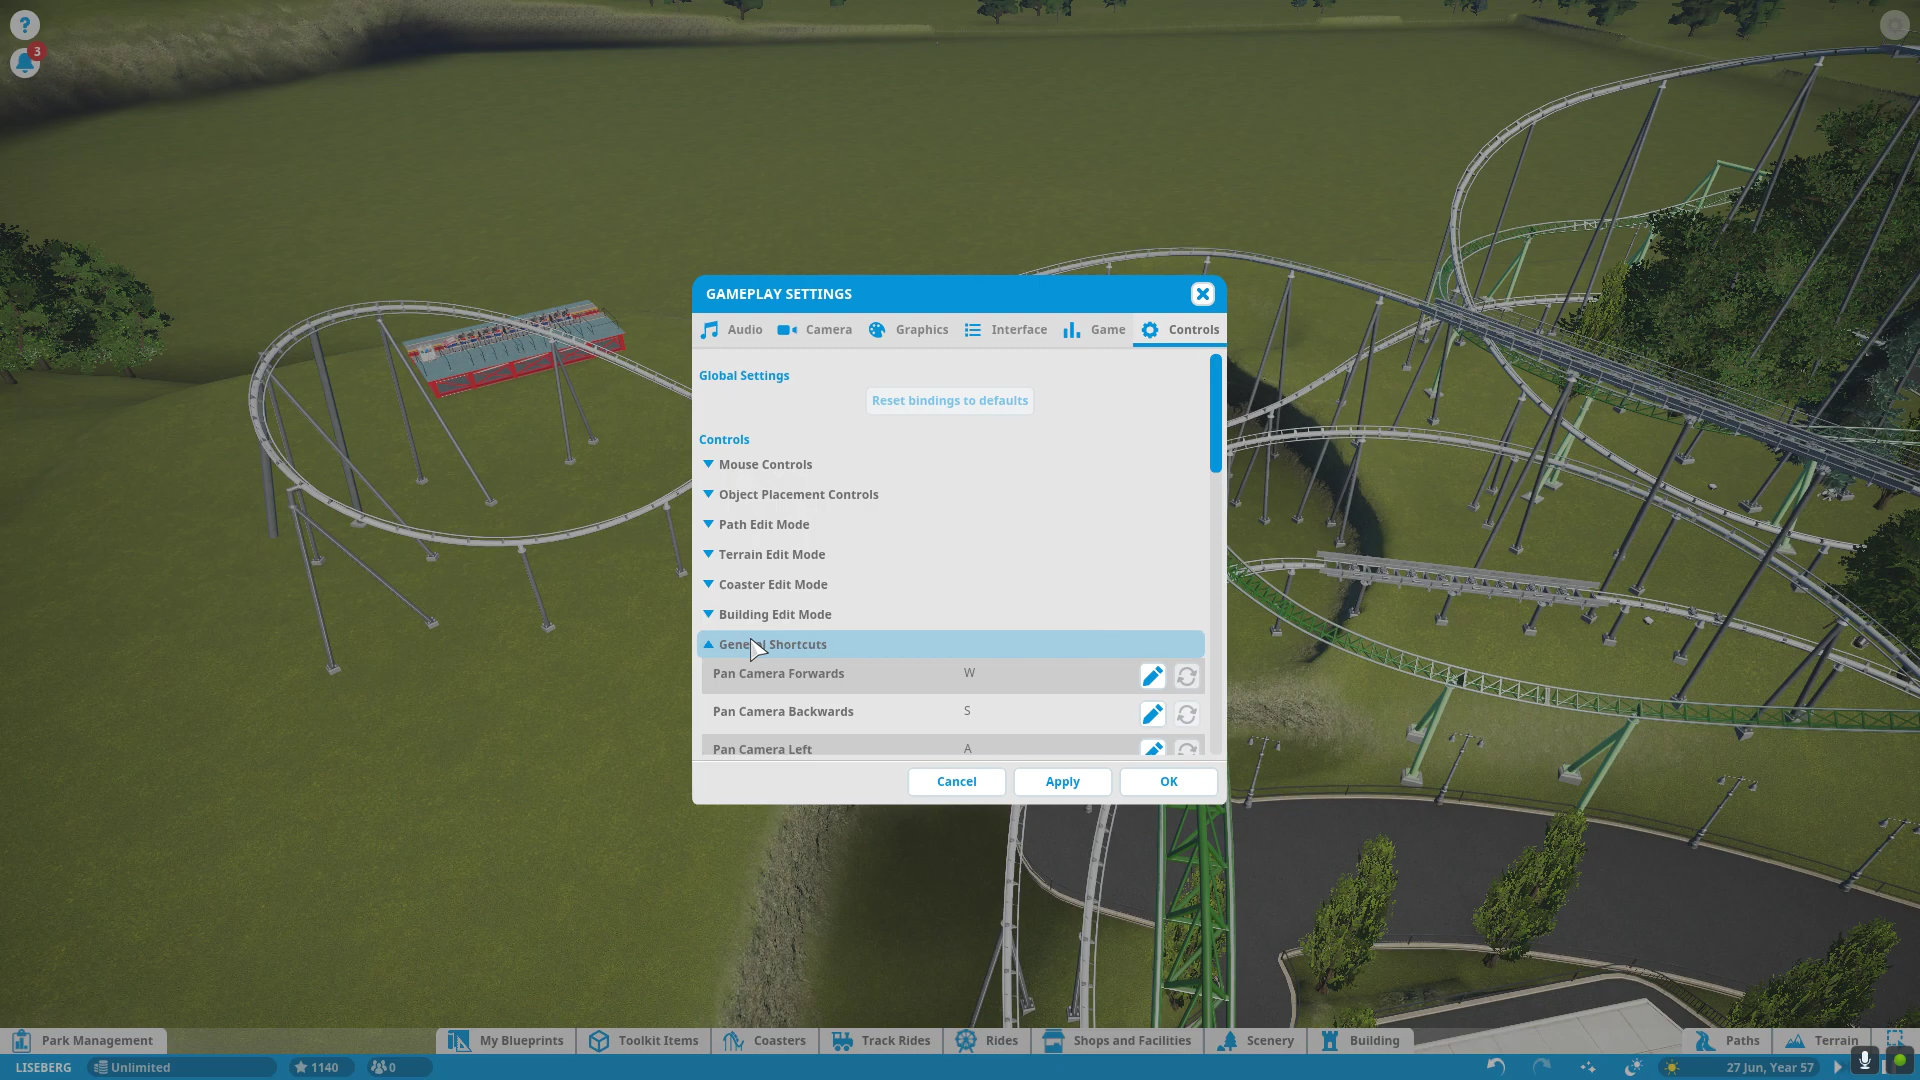 ?
3
GAMEPLAY SETTINGS
Audio Camera Graphics Interface Game Controls
Global Settings
Reset bindings to defaults
Controls
Mouse Controls
Object Placement Controls
Path Edit Mode
Terrain Edit Mode
Coaster Edit Mode
Building Edit Mode
General Shortcuts
Pan Camera Forwards W
Pan Camera Backwards S
Pan Camera Left A
Cancel Apply OK
Park Management My Blueprints Toolkit Items Coasters Track Rides Rides Shops and Facilities Scenery Building Paths Terrain
LISEBERG Unlimited 1140 0 27 Jun, Year 57